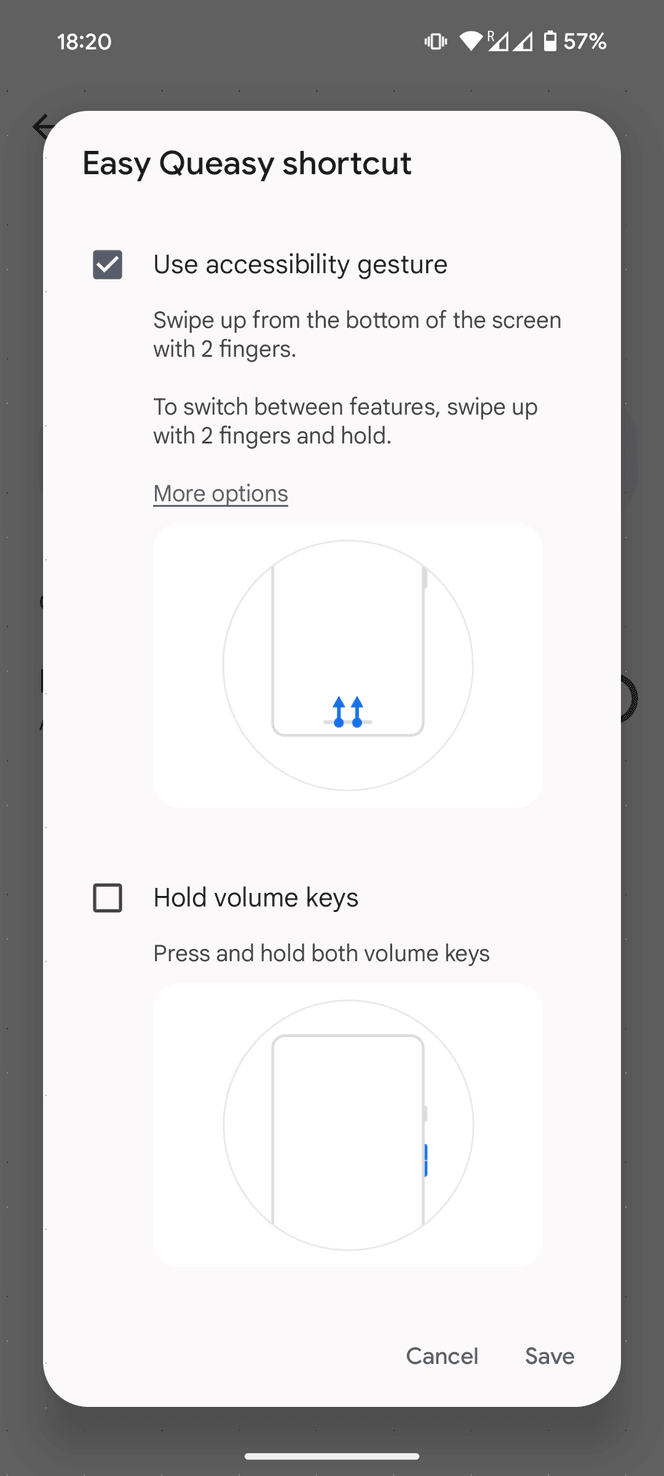 18:20
R
57%
Easy Queasy shortcut
Use accessibility gesture
Swipe up from the bottom of the screen
with 2 fingers.
To switch between features, swipe up
with 2 fingers and hold.
More options
Hold volume keys
Press and hold both volume keys
Cancel
Save